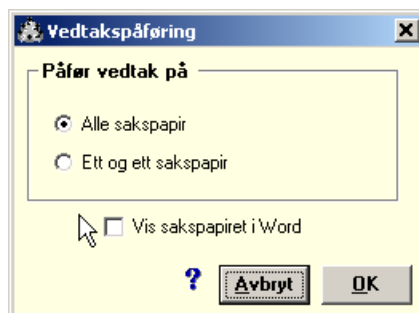 Vedtakspåføring
Påfør vedtak på
Alle sakspapir
Ett og ett sakspapir
Vis sakspapiret i Word
? Avbryt OK